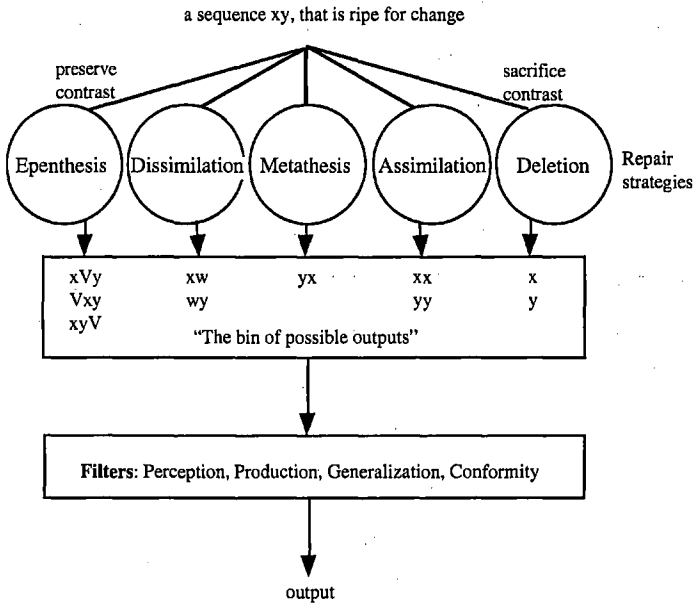 a sequence xy, that is ripe for change
preserve
contrast
sacrifice
contrast
Epenthesis
Dissimilation
Metathesis
Assimilation
Deletion
Repair
strategies
xVy xw yx xx x
Vxy wy yy y
xyV
“The bin of possible outputs”
Filters: Perception, Production, Generalization, Conformity
output